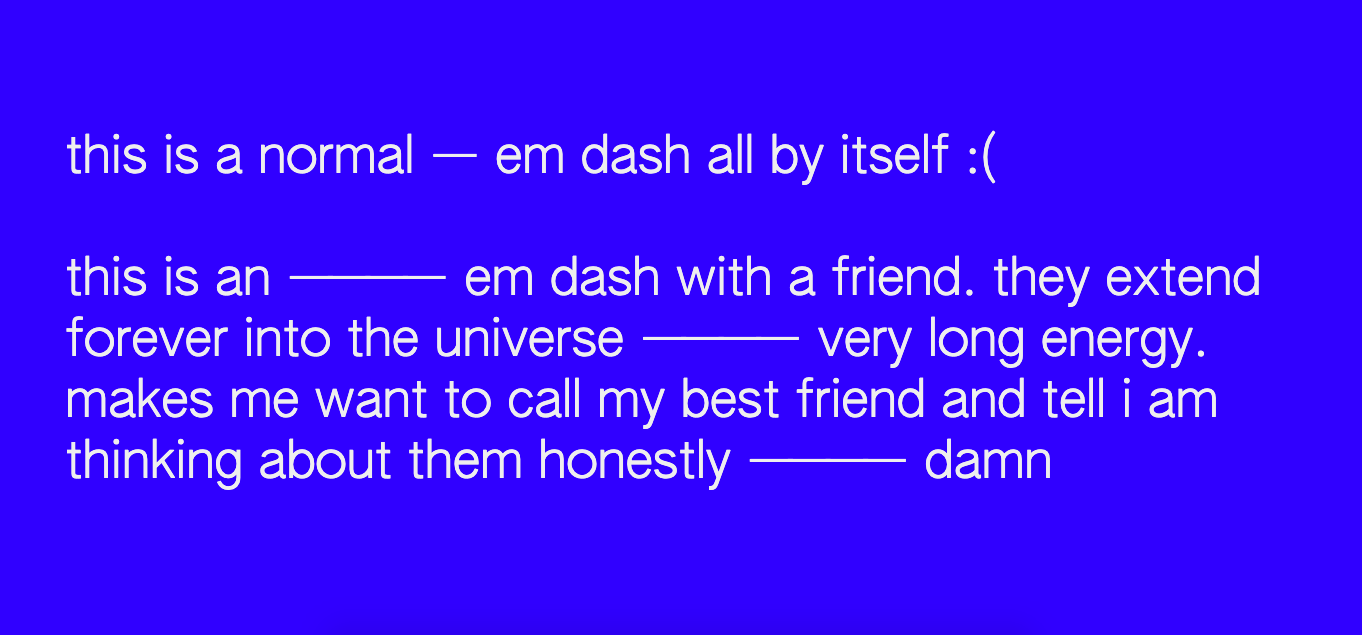 this is a normal — em dash all by itself :(
this is an ———— em dash with a friend. they extend
forever into the universe ———— very long energy.
makes me want to call my best friend and tell i am
thinking about them honestly ———— damn